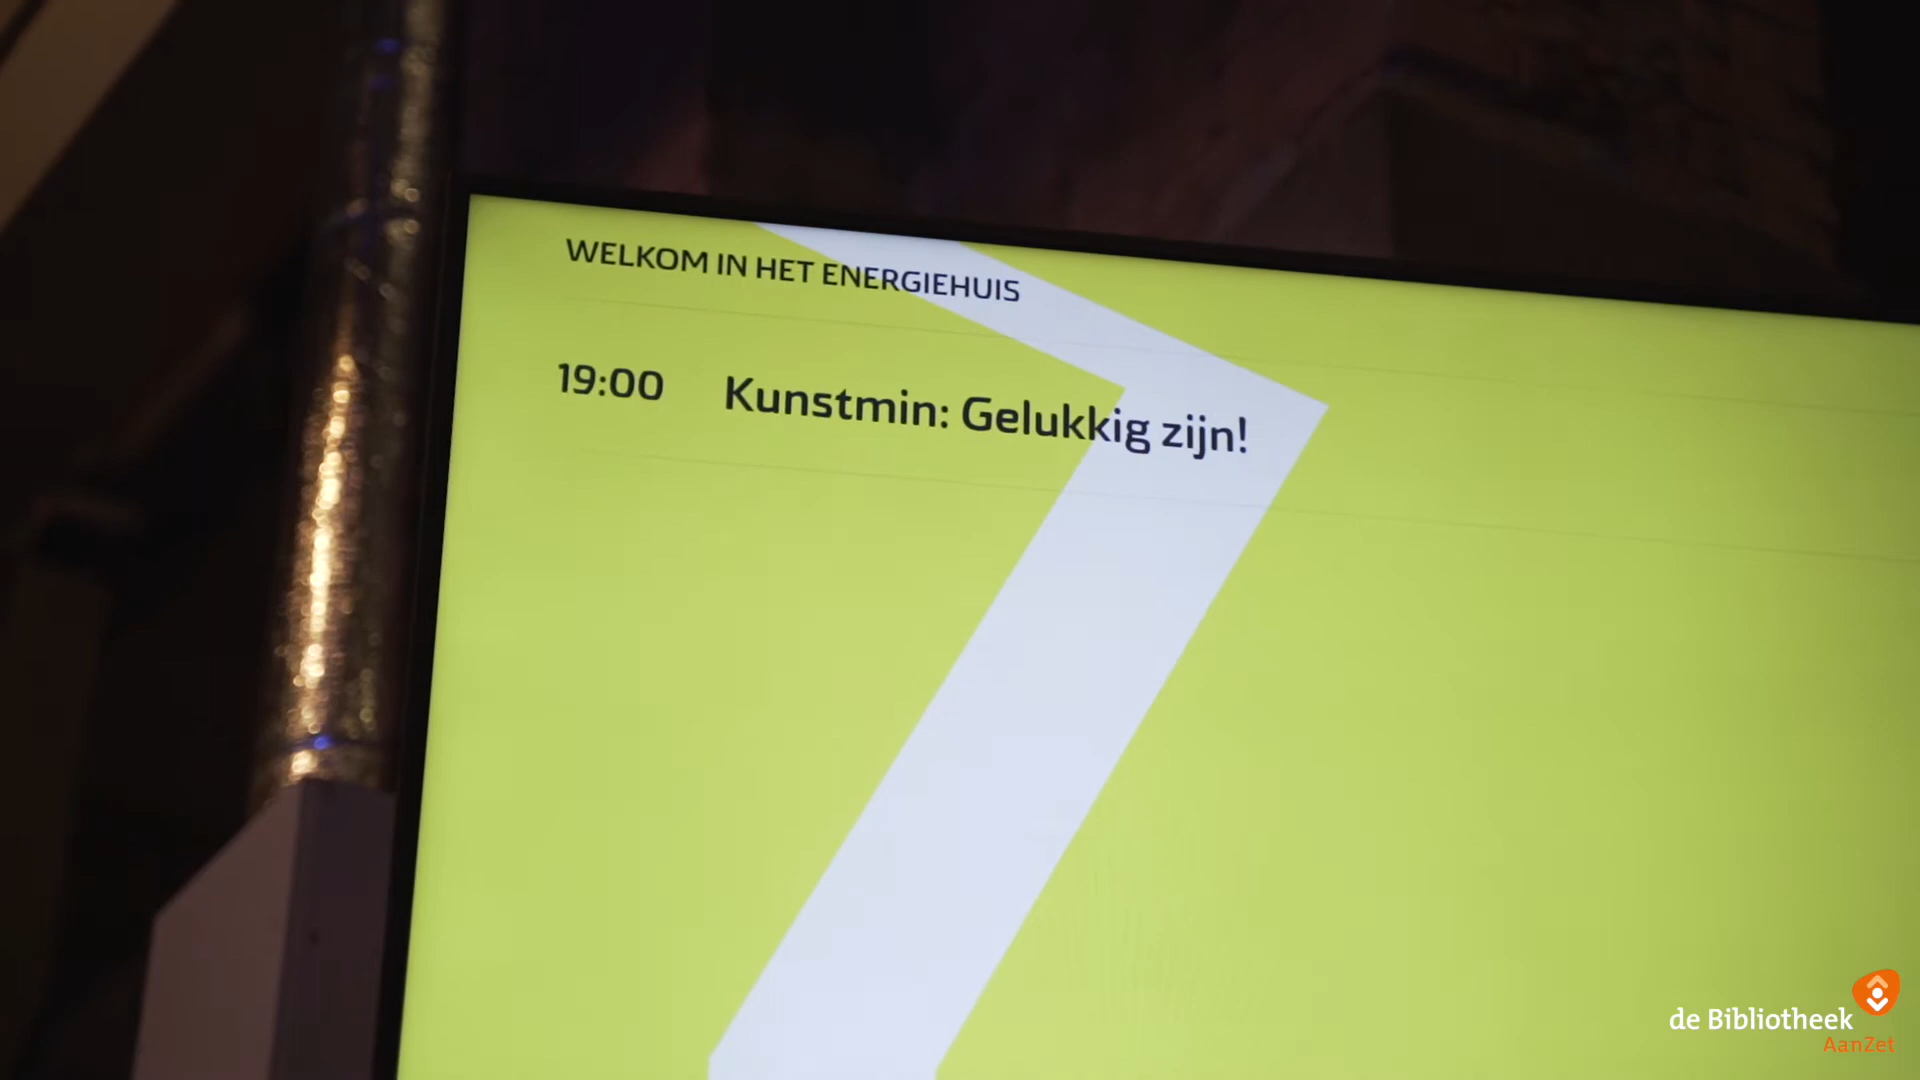 WELKOM IN HET ENERGIEHUIS
19:00 Kunstmin: Gelukkig zijn!
de Bibliotheek
AanZet